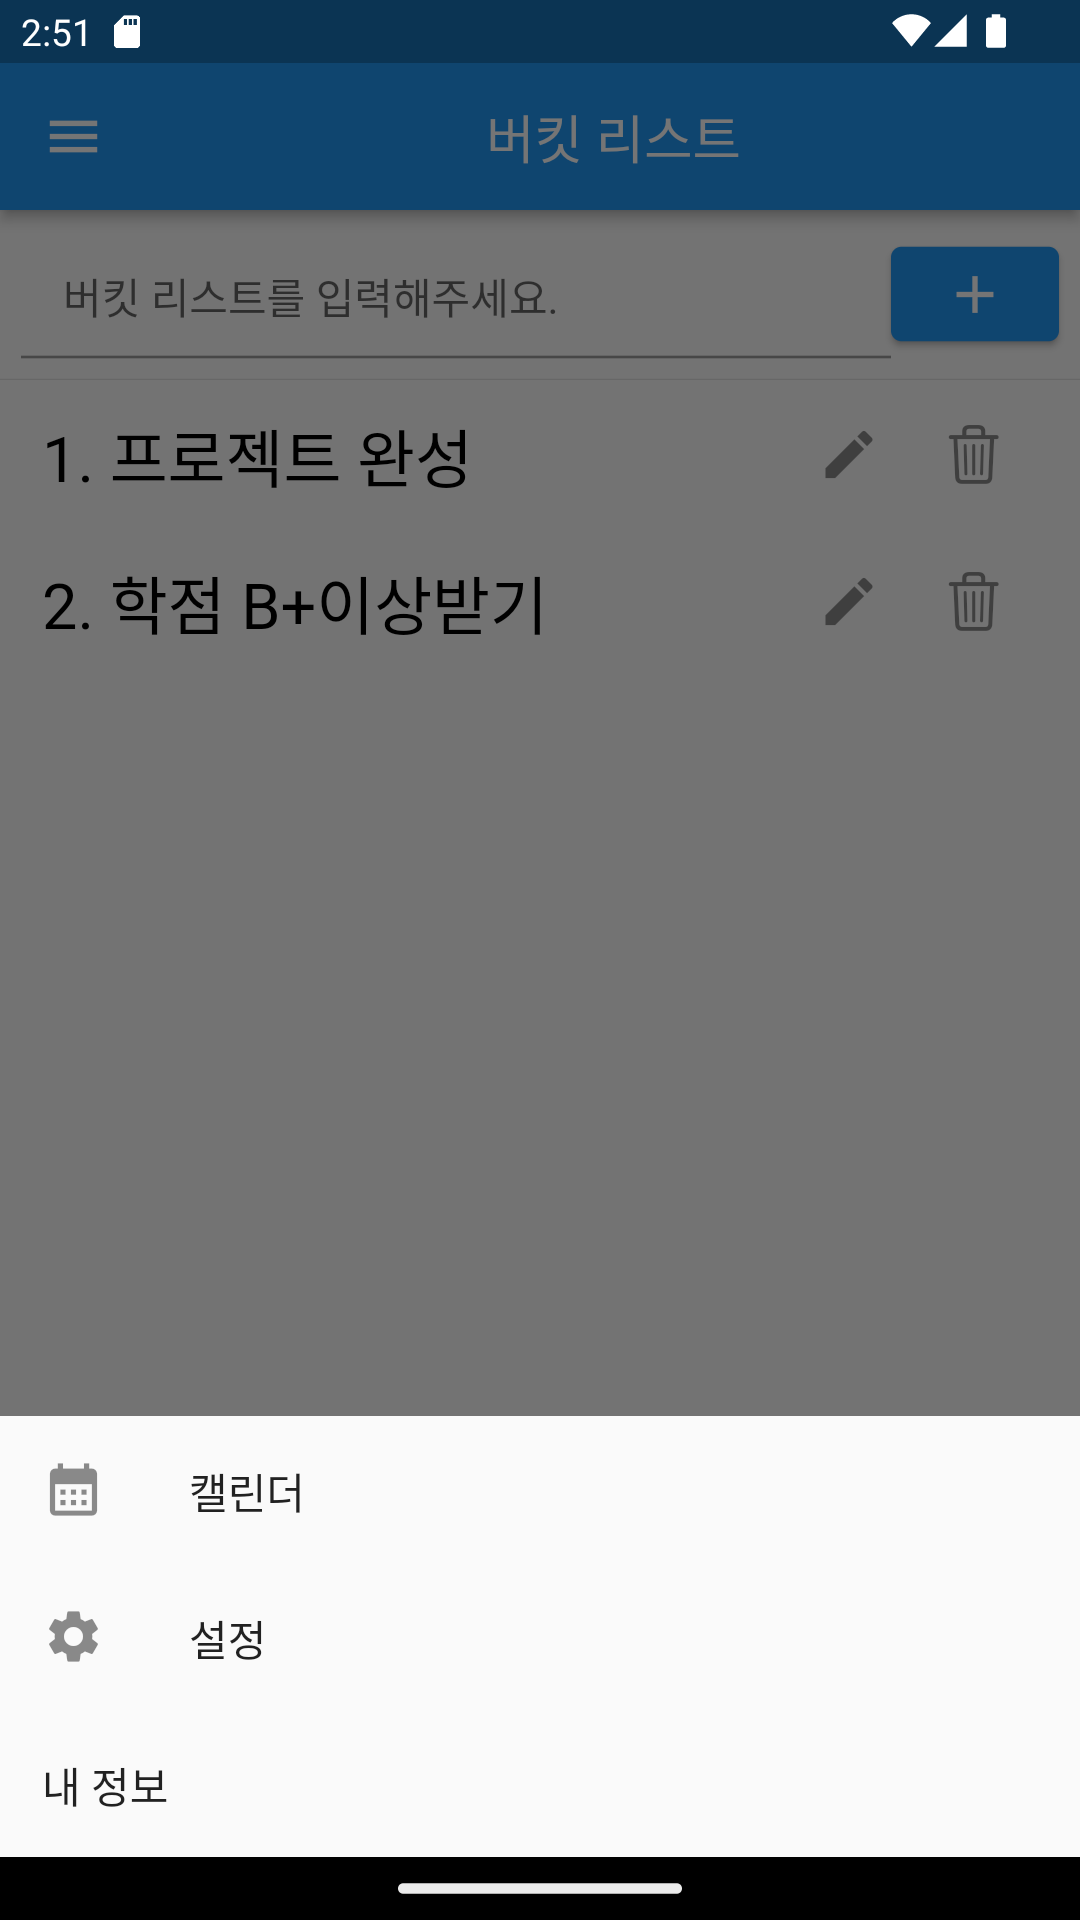 2:51
버킷 리스트
버킷 리스트를 입력해주세요.
1. 프로젝트 완성
2. 학점 B+이상받기
캘린더
설정
내 정보